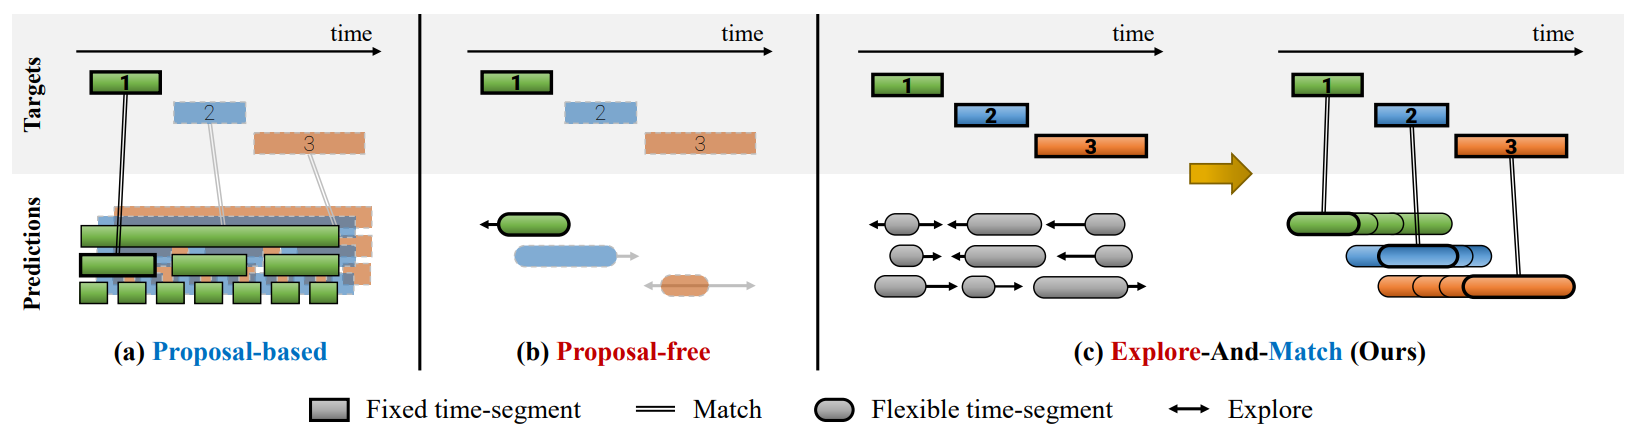 time
time
time
time
Targets
1
2
3
1
2
3
1
2
3
1
2
3
Predictions
(a) Proposal-based
(b) Proposal-free
(c) Explore-And-Match (Ours)
Fixed time-segment
Match
Flexible time-segment
Explore